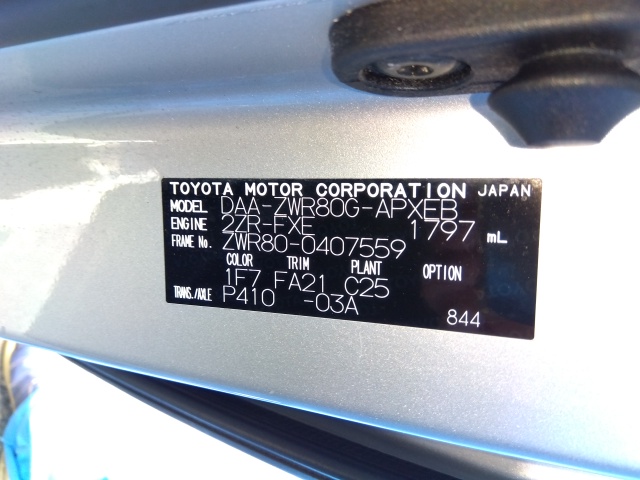 TOYOTA MOTOR CORPORATION JAPAN
MODEL DAA-ZWR80G-APXEB
ENGINE 2ZR-FXE 1797 mL
FRAME No. ZWR80-0407559
COLOR TRIM PLANT OPTION
1F7 FA21 C25
TRANS./AXLE P410 -03A
844